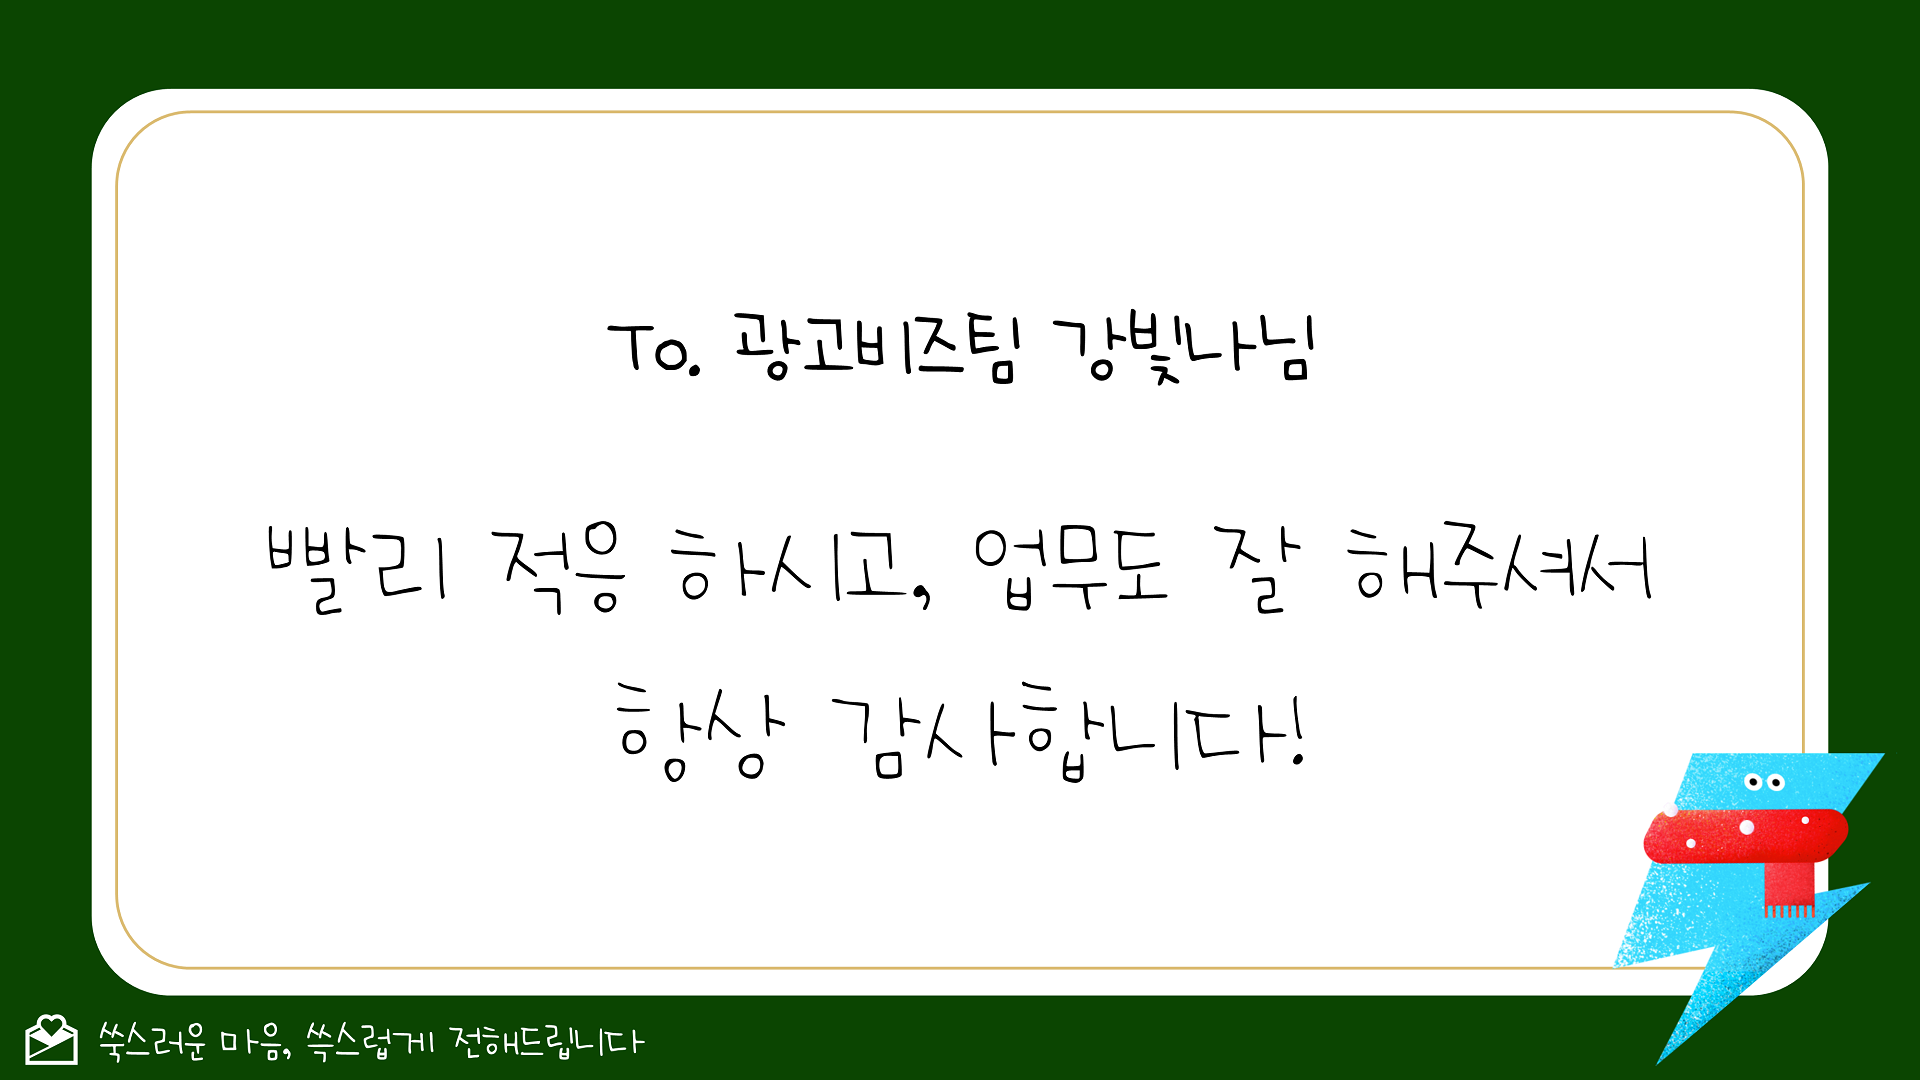 To. 광고비즈팀 강빛나님
빨리 적응 하시고, 업무도 잘 해주셔서
항상 감사합니다!
쑥스러운 마음, 쓱스럽게 전해드립니다